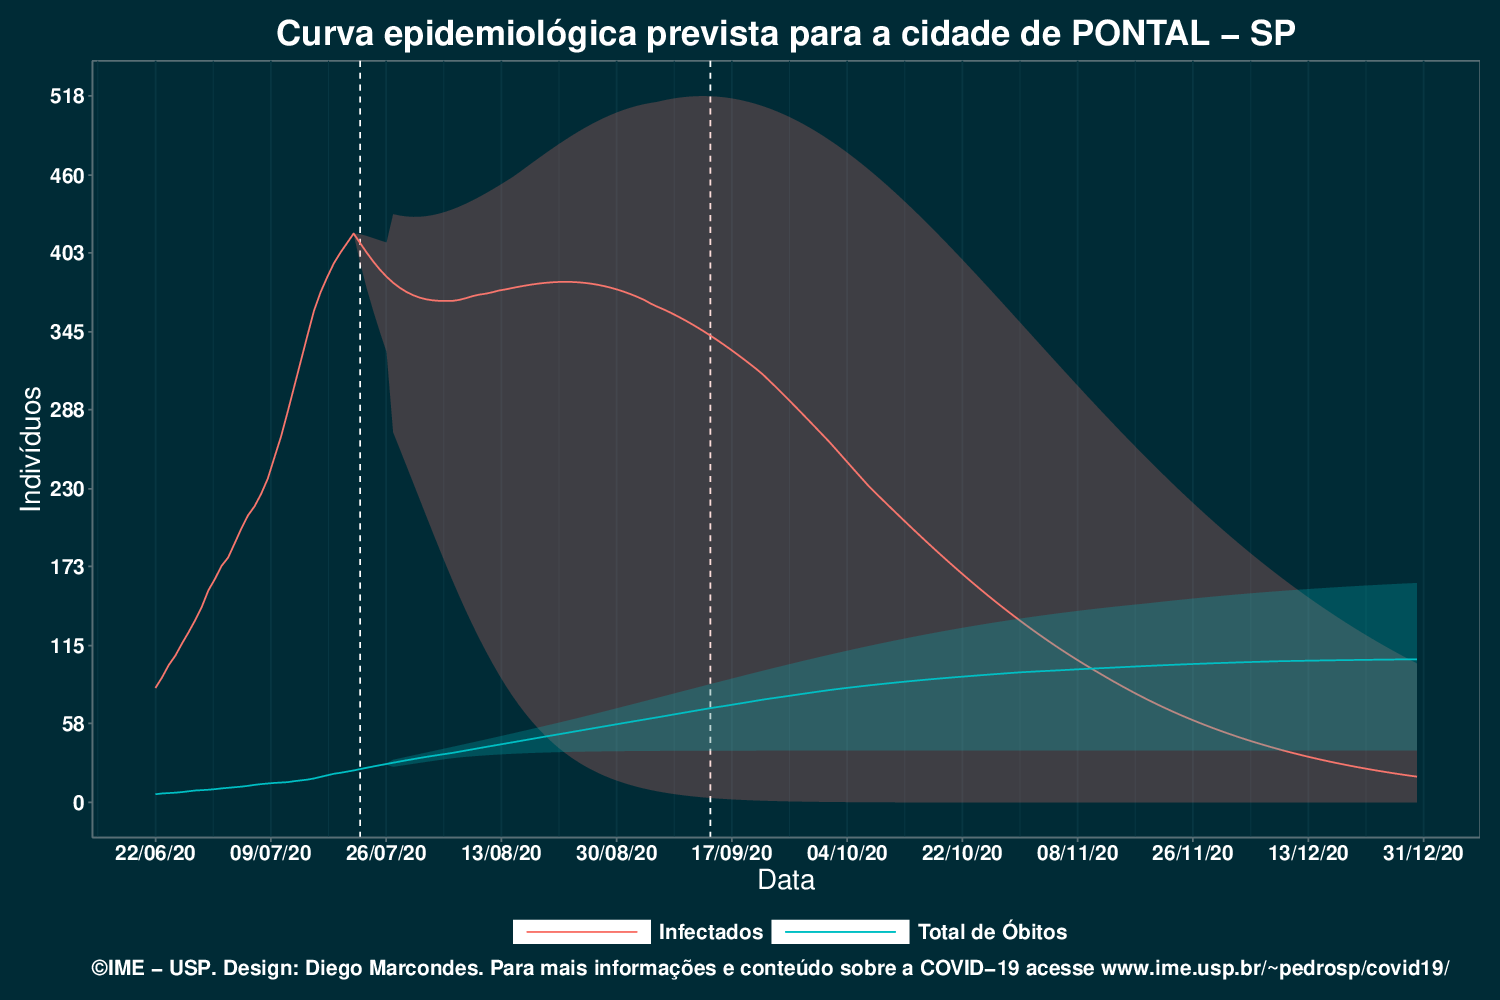 Curva epidemiológica prevista para a cidade de PONTAL – SP
518
460
403
345
288
230
173
115
58
0
Indivíduos
22/06/20 09/07/20 26/07/20 13/08/20 30/08/20 17/09/20 04/10/20 22/10/20 08/11/20 26/11/20 13/12/20 31/12/20
Data
Infectados Total de Óbitos
©IME – USP. Design: Diego Marcondes. Para mais informações e conteúdo sobre a COVID–19 acesse www.ime.usp.br/~pedrosp/covid19/